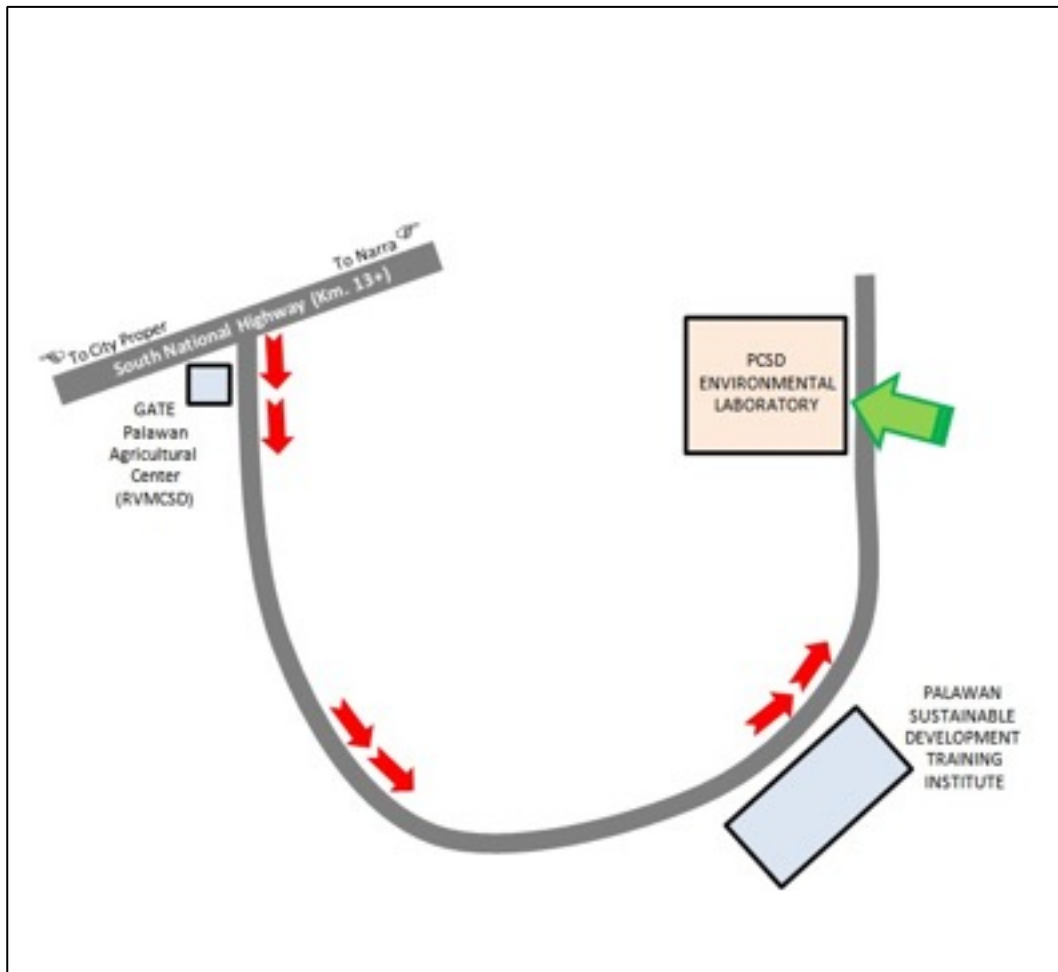 To Narra
To City Proper
South National Highway (Km. 13+)
GATE
Palawan
Agricultural
Center
(RVMCSD)
PCSD
ENVIRONMENTAL
LABORATORY
PALAWAN
SUSTAINABLE
DEVELOPMENT
TRAINING
INSTITUTE